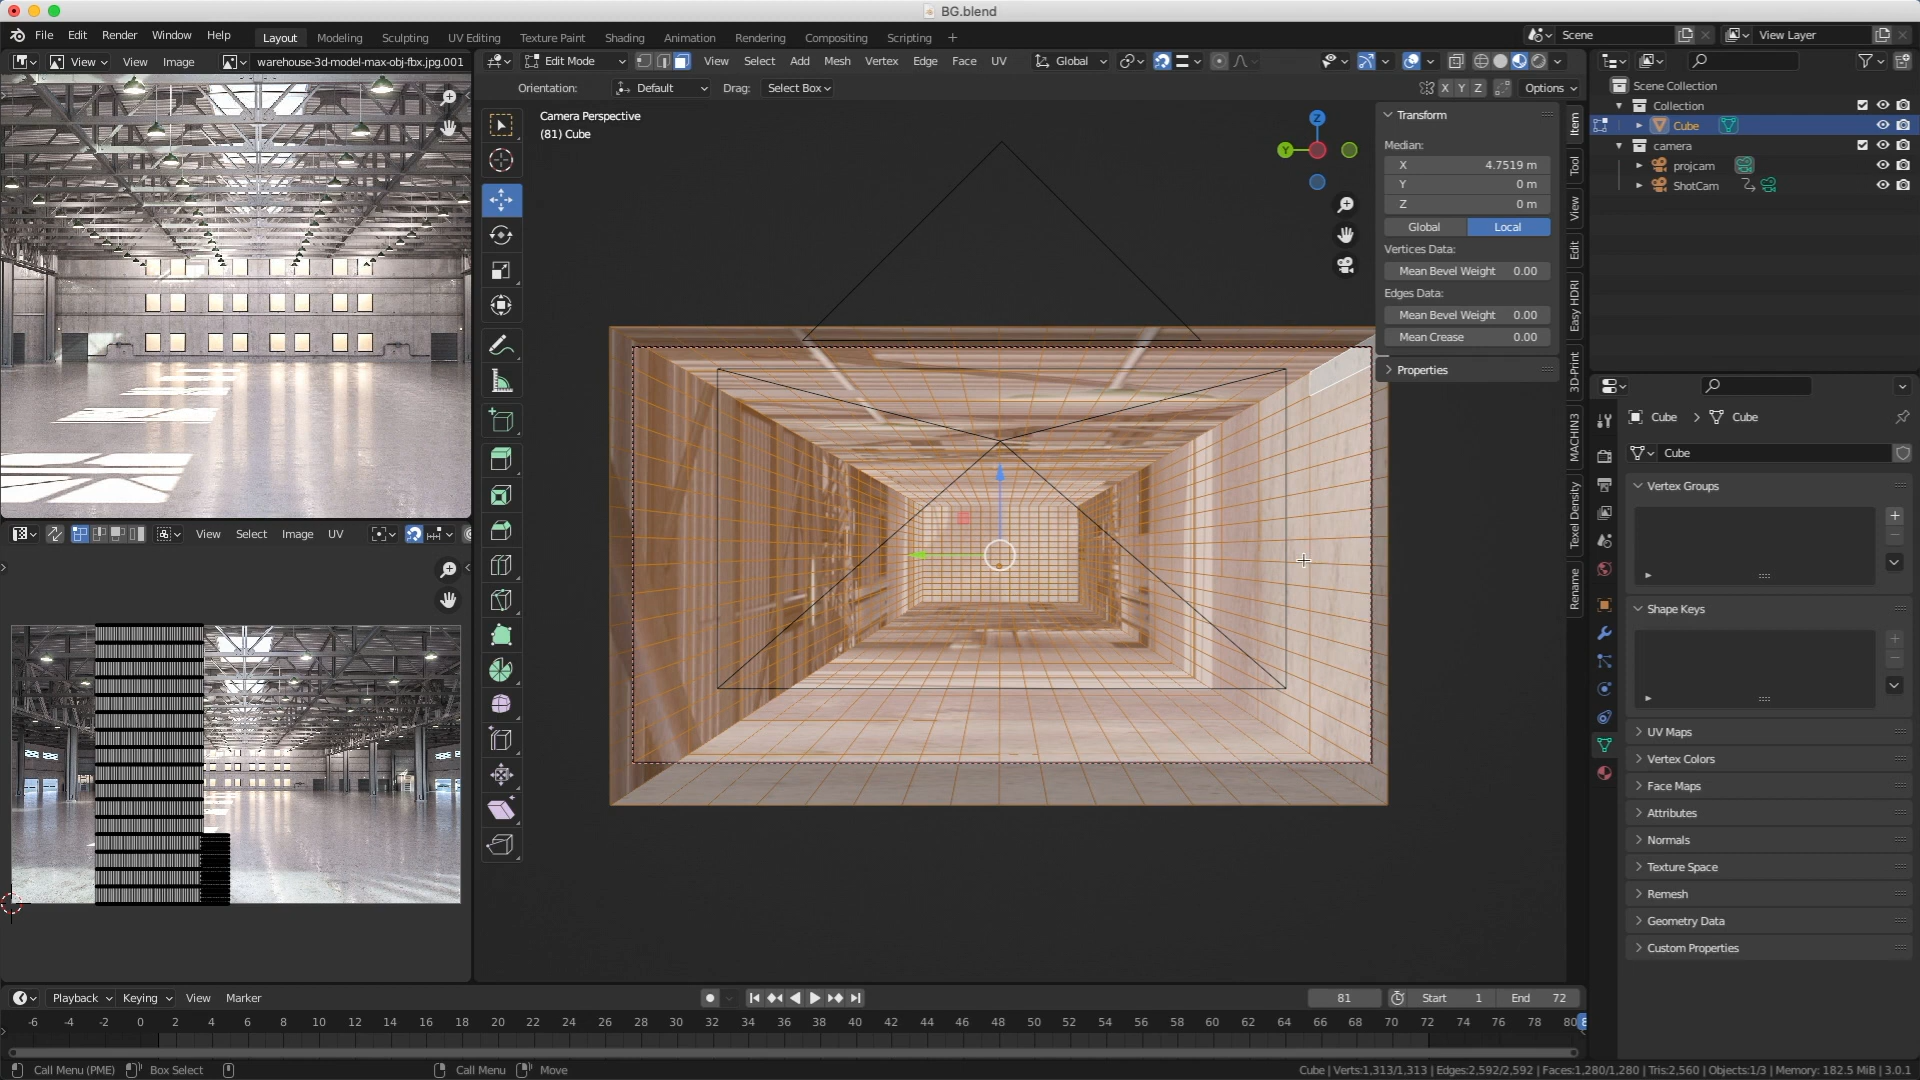 BG.blend
File Edit Render Window Help
Layout Modeling Sculpting UV Editing Texture Paint Shading Animation Rendering Compositing Scripting +
Scene
View Layer
View View Image warehouse-3d-model-max-obj-fbx.jpg.001
Edit Mode View Select Add Mesh Vertex Edge Face UV Global
Orientation: Default Drag: Select Box X Y Z Options
Camera Perspective
(81) Cube
Z
Y
Transform
Median:
X 4.7519 m
Y 0 m
Z 0 m
Global Local
Vertices Data:
Mean Bevel Weight 0.00
Edges Data:
Mean Bevel Weight 0.00
Mean Crease 0.00
Properties
Item
Tool
View
Edit
Easy HDRI
3D-Print
MACHIN3
Texel Density
Rename
Scene Collection
Collection
Cube
camera
projcam
ShotCam
Cube Cube
Cube
Vertex Groups
Shape Keys
UV Maps
Vertex Colors
Face Maps
Attributes
Normals
Texture Space
Remesh
Geometry Data
Custom Properties
View Select Image UV
Playback Keying View Marker
81 Start 1 End 72
-6 -4 -2 0 2 4 6 8 10 12 14 16 18 20 22 24 26 28 30 32 34 36 38 40 42 44 46 48 50 52 54 56 58 60 62 64 66 68 70 72 74 76 78 80
Call Menu (PME) Box Select Call Menu Move
Cube | Verts:1,313/1,313 | Edges:2,592/2,592 | Faces:1,280/1,280 | Tris:2,560 | Objects:1/3 | Memory: 182.5 MiB | 3.0.1